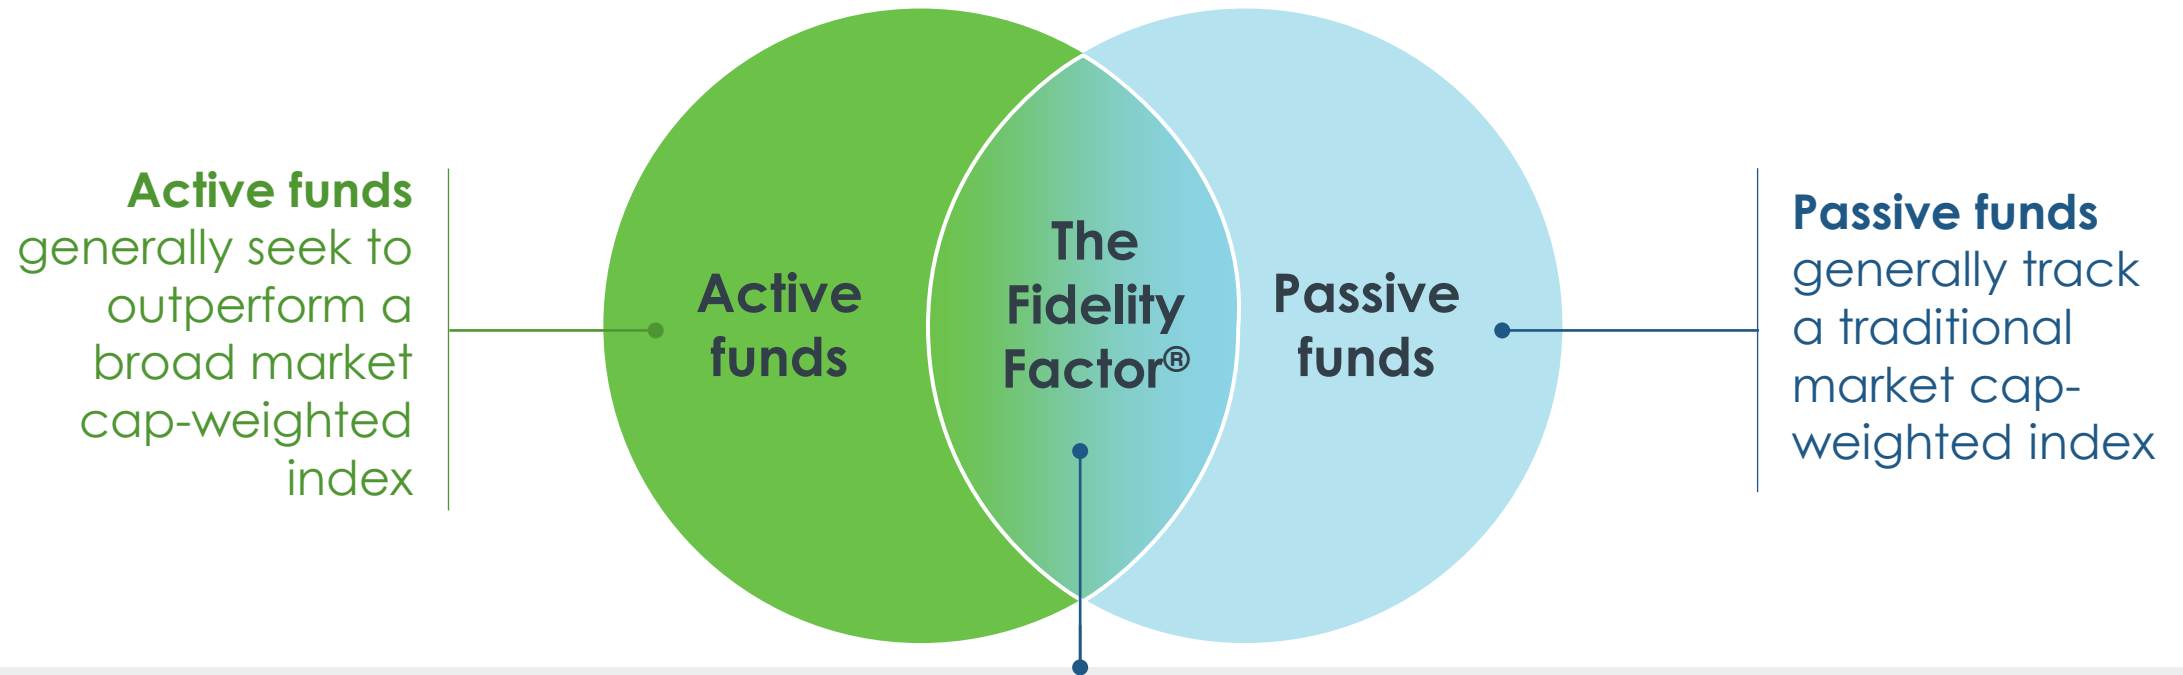 Active funds
generally seek to
outperform a
broad market
cap-weighted
index
Active
funds
The
Fidelity
Factor®
Passive
funds
Passive funds
generally track
a traditional
market cap-
weighted index